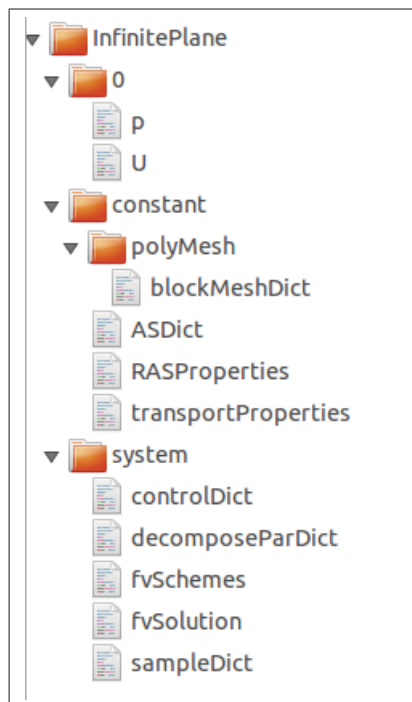 InfinitePlane
0
p
U
constant
polyMesh
blockMeshDict
ASDict
RASProperties
transportProperties
system
controlDict
decomposeParDict
fvSchemes
fvSolution
sampleDict